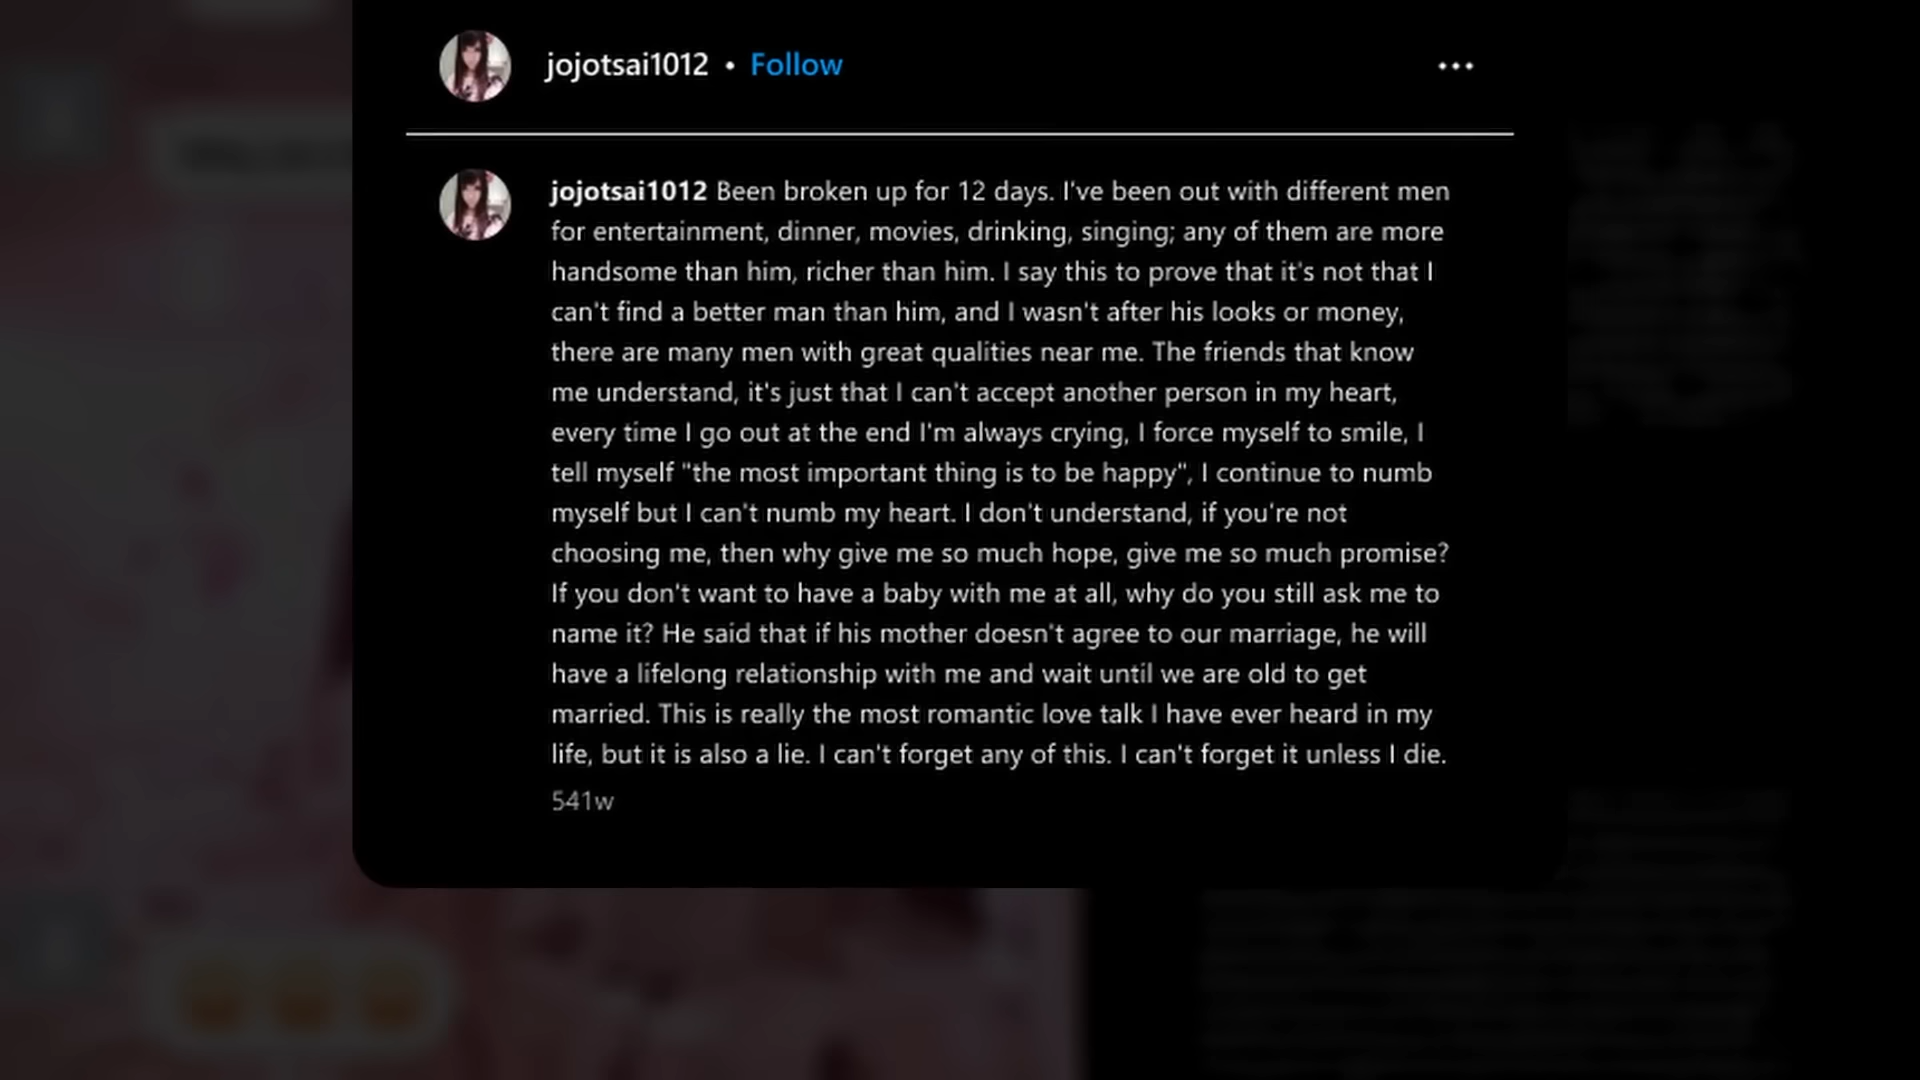 jojotsai1012 • Follow
jojotsai1012 Been broken up for 12 days. I've been out with different men
for entertainment, dinner, movies, drinking, singing; any of them are more
handsome than him, richer than him. I say this to prove that it's not that I
can't find a better man than him, and I wasn't after his looks or money,
there are many men with great qualities near me. The friends that know
me understand, it's just that I can't accept another person in my heart,
every time I go out at the end I'm always crying, I force myself to smile, I
tell myself "the most important thing is to be happy", I continue to numb
myself but I can't numb my heart. I don't understand, if you're not
choosing me, then why give me so much hope, give me so much promise?
If you don't want to have a baby with me at all, why do you still ask me to
name it? He said that if his mother doesn't agree to our marriage, he will
have a lifelong relationship with me and wait until we are old to get
married. This is really the most romantic love talk I have ever heard in my
life, but it is also a lie. I can't forget any of this. I can't forget it unless I die.
541w